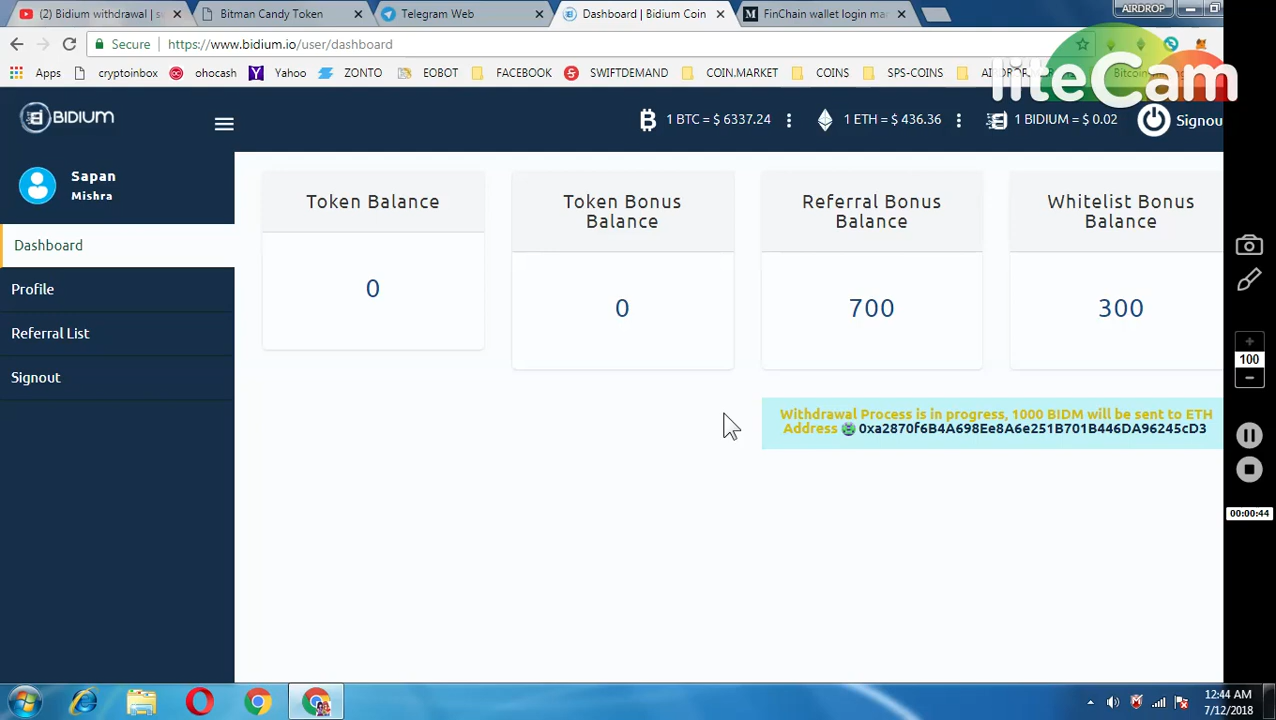 (2) Bidium withdrawal | s
Bitman Candy Token
Telegram Web
Dashboard | Bidium Coin
FinChain wallet login ma
AIRDROP
Secure
https://www.bidium.io/user/dashboard
Apps
cryptoinbox
ohocash
Yahoo
ZONTO
EOBOT
FACEBOOK
SWIFTDEMAND
COIN.MARKET
COINS
SPS-COINS
liteCam
BIDIUM
1 BTC = $ 6337.24
1 ETH = $ 436.36
1 BIDIUM = $ 0.02
Signou
Sapan
Mishra
Dashboard
Profile
Referral List
Signout
Token Balance
0
Token Bonus
Balance
0
Referral Bonus
Balance
700
Whitelist Bonus
Balance
300
Withdrawal Process is in progress, 1000 BIDM will be sent to ETH
Address 0xa2870f6B4A698Ee8A6e251B701B446DA96245cD3
100
00:00:44
12:44 AM
7/12/2018